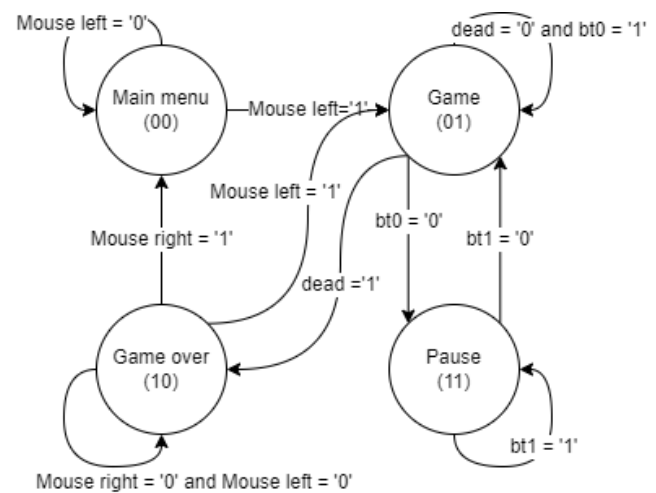 Mouse left = '0'
dead = '0' and bt0 = '1'
Main menu
(00)
Mouse left='1'
Game
(01)
Mouse left = '1'
bt0 = '0'
Mouse right = '1'
bt1 = '0'
dead ='1'
Game over
(10)
Pause
(11)
bt1 = '1'
Mouse right = '0' and Mouse left = '0'